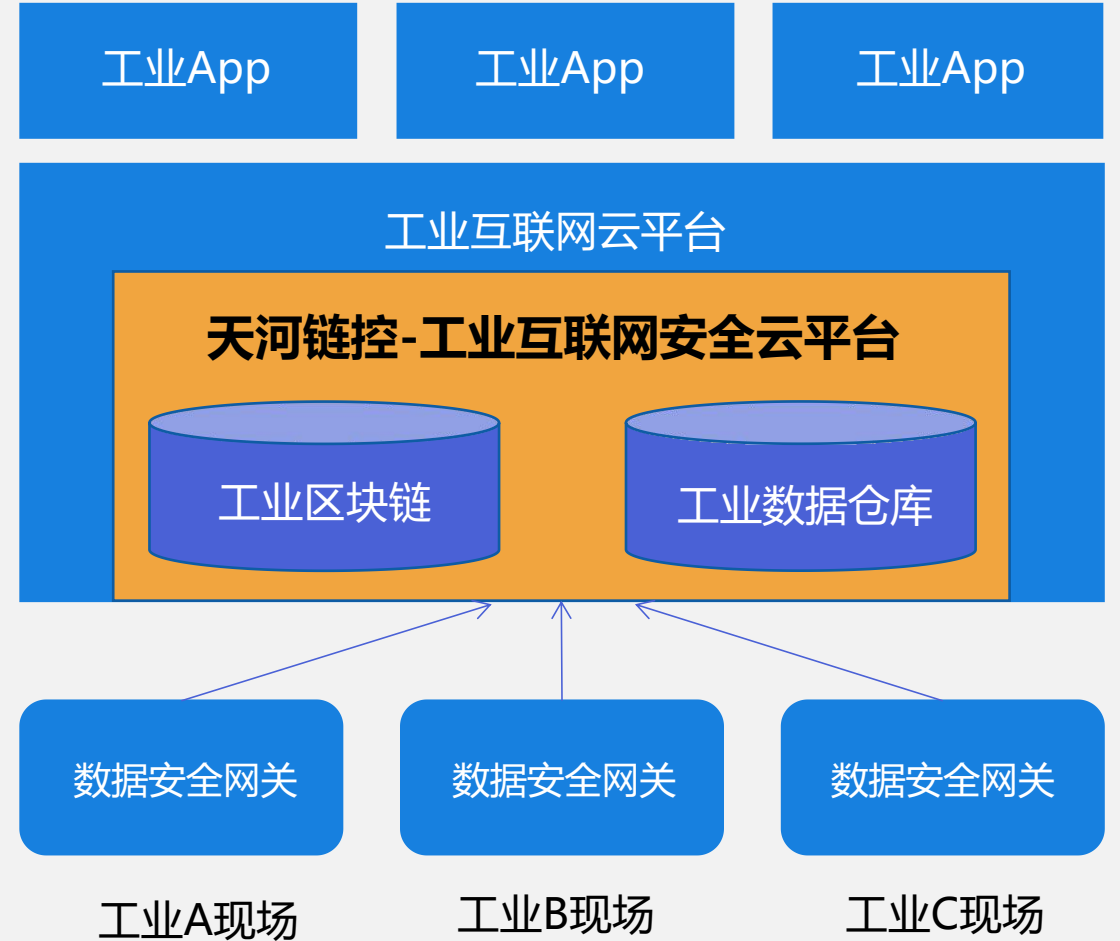 工业App
工业App
工业App
工业互联网云平台
天河链控-工业互联网安全云平台
工业区块链
工业数据仓库
数据安全网关
数据安全网关
数据安全网关
工业A现场
工业B现场
工业C现场